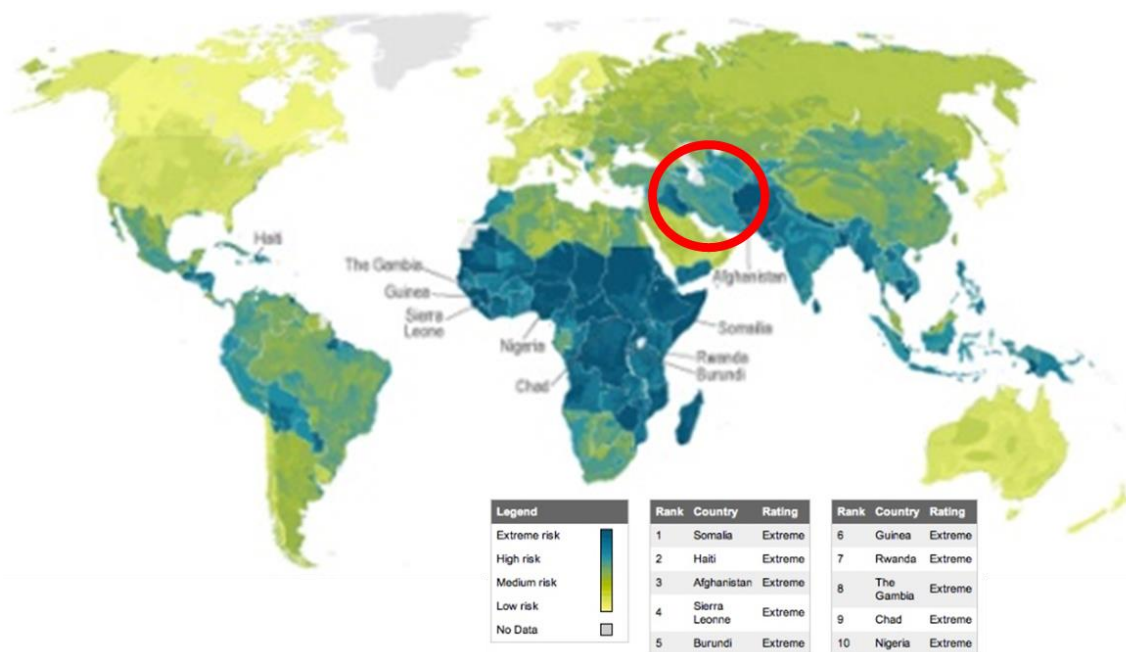 Haiti
The Gambia
Guinea
Sierra
Leone
Nigeria
Chad
Afghanistan
Somailia
Rwanda
Burundi
Legend
Extreme risk
High risk
Medium risk
Low risk
No Data
Rank Country Rating
1 Somalia Extreme
2 Haiti Extreme
3 Afghanistan Extreme
4 Sierra Leonne Extreme
5 Burundi Extreme
Rank Country Rating
6 Guinea Extreme
7 Rwanda Extreme
8 The Gambia Extreme
9 Chad Extreme
10 Nigeria Extreme